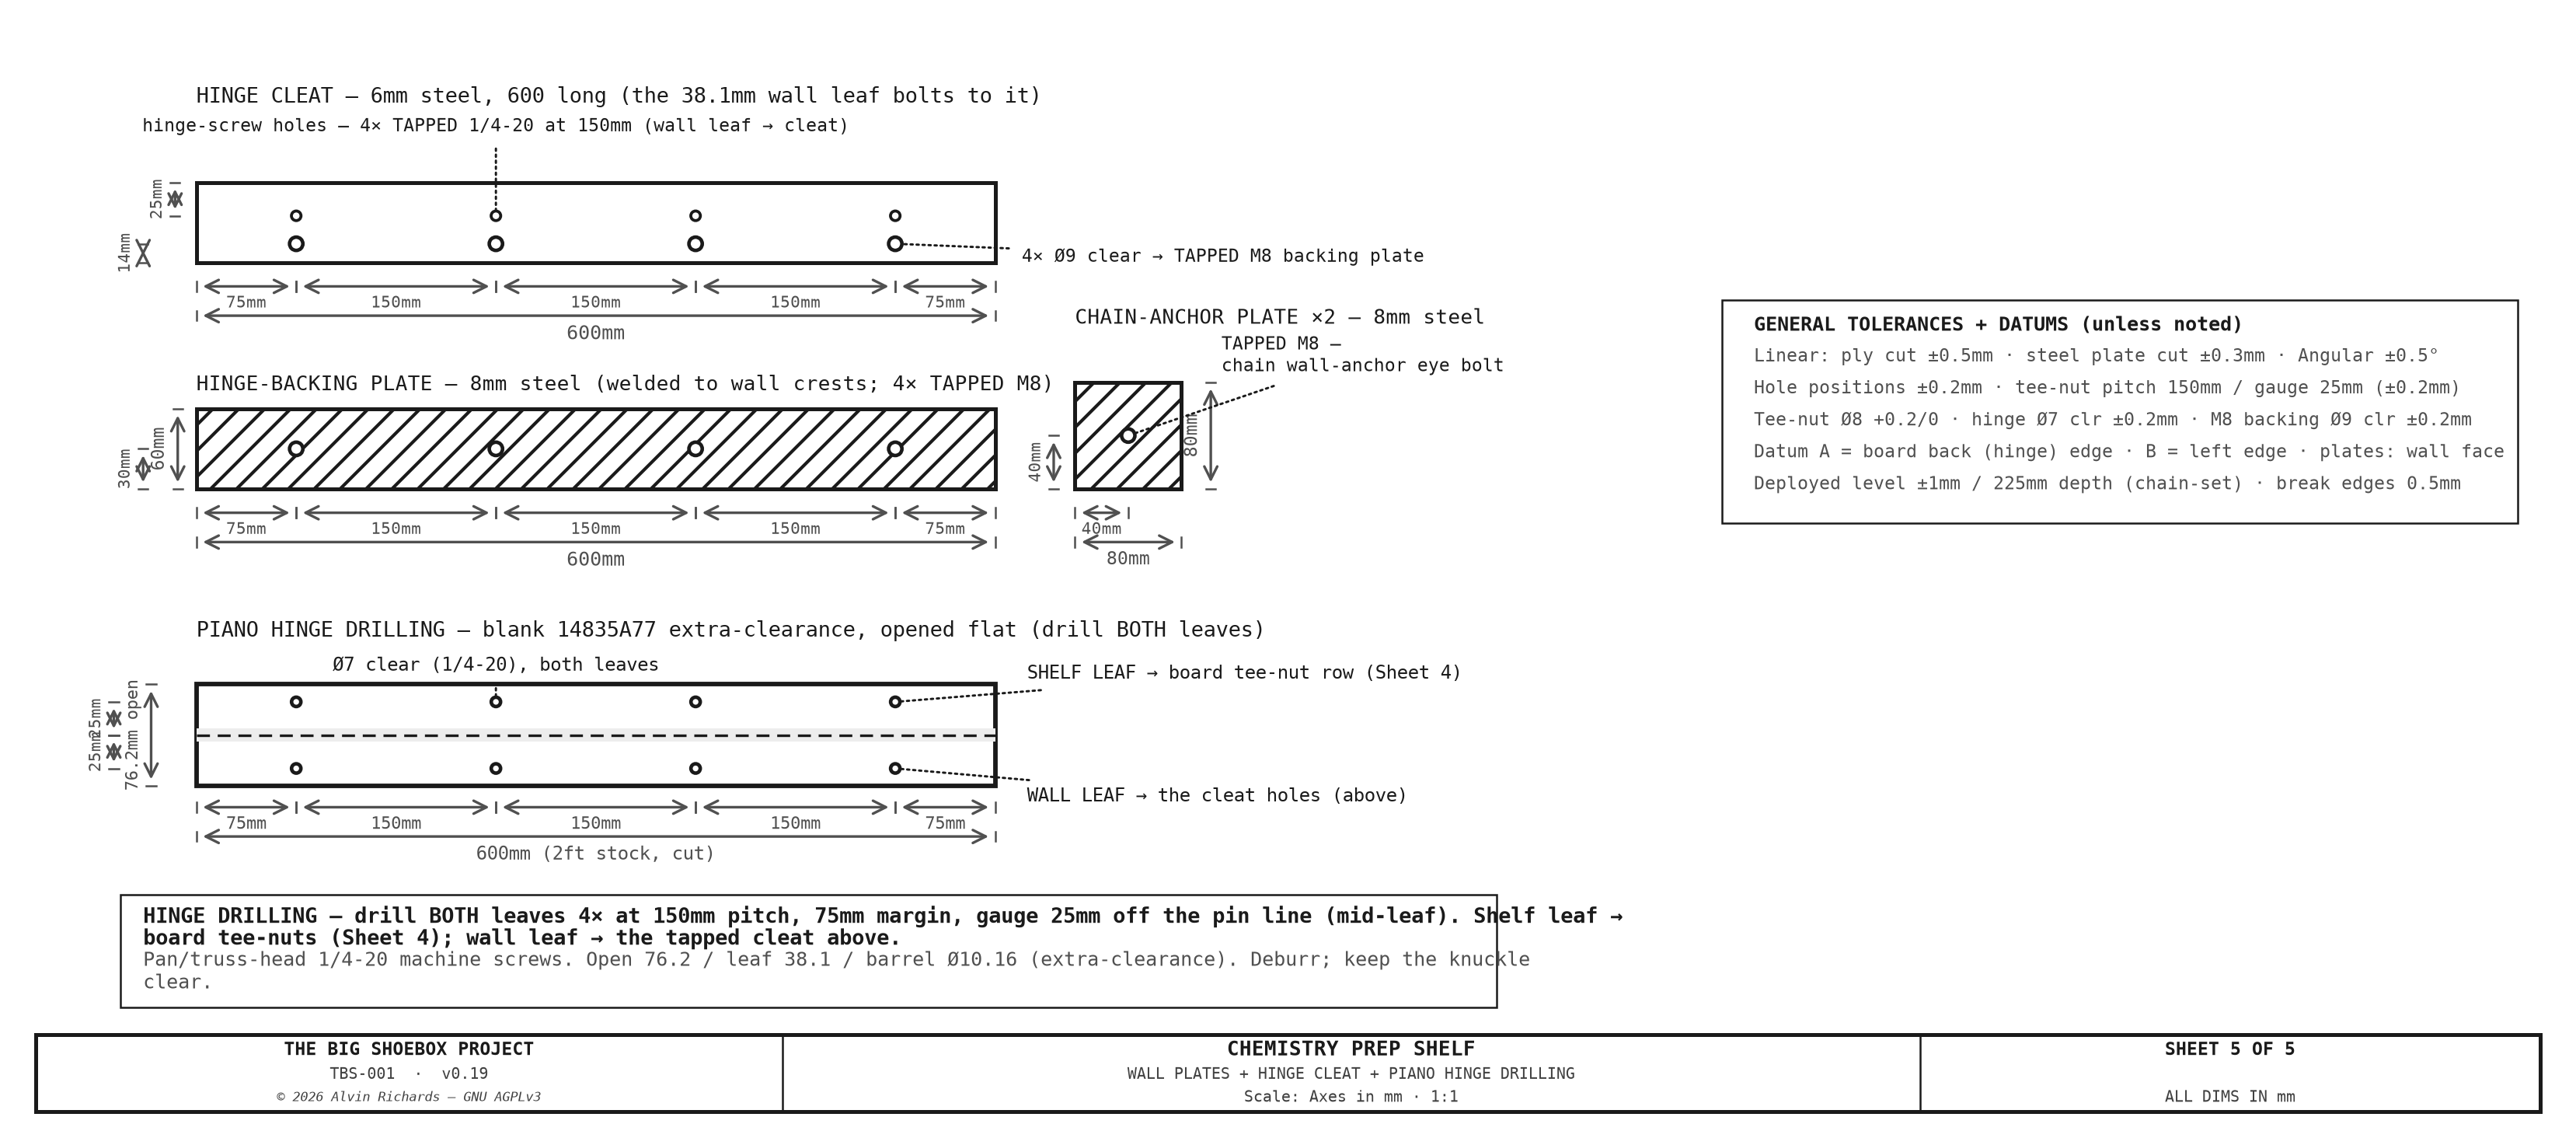 HINGE CLEAT — 6mm steel, 600 long (the 38.1mm wall leaf bolts to it)
hinge-screw holes — 4× TAPPED 1/4-20 at 150mm (wall leaf → cleat)
25mm
14mm
4× Ø9 clear → TAPPED M8 backing plate
75mm 150mm 150mm 150mm 75mm
600mm
CHAIN-ANCHOR PLATE ×2 — 8mm steel
TAPPED M8 —
chain wall-anchor eye bolt
80mm
40mm
40mm
80mm
HINGE-BACKING PLATE — 8mm steel (welded to wall crests; 4× TAPPED M8)
60mm
30mm
75mm 150mm 150mm 150mm 75mm
600mm
GENERAL TOLERANCES + DATUMS (unless noted)
Linear: ply cut ±0.5mm · steel plate cut ±0.3mm · Angular ±0.5°
Hole positions ±0.2mm · tee-nut pitch 150mm / gauge 25mm (±0.2mm)
Tee-nut Ø8 +0.2/0 · hinge Ø7 clr ±0.2mm · M8 backing Ø9 clr ±0.2mm
Datum A = board back (hinge) edge · B = left edge · plates: wall face
Deployed level ±1mm / 225mm depth (chain-set) · break edges 0.5mm
PIANO HINGE DRILLING — blank 14835A77 extra-clearance, opened flat (drill BOTH leaves)
Ø7 clear (1/4-20), both leaves
SHELF LEAF → board tee-nut row (Sheet 4)
25mm
25mm
76.2mm open
WALL LEAF → the cleat holes (above)
75mm 150mm 150mm 150mm 75mm
600mm (2ft stock, cut)
HINGE DRILLING — drill BOTH leaves 4× at 150mm pitch, 75mm margin, gauge 25mm off the pin line (mid-leaf). Shelf leaf →
board tee-nuts (Sheet 4); wall leaf → the tapped cleat above.
Pan/truss-head 1/4-20 machine screws. Open 76.2 / leaf 38.1 / barrel Ø10.16 (extra-clearance). Deburr; keep the knuckle
clear.
THE BIG SHOEBOX PROJECT
TBS-001 · v0.19
© 2026 Alvin Richards — GNU AGPLv3
CHEMISTRY PREP SHELF
WALL PLATES + HINGE CLEAT + PIANO HINGE DRILLING
Scale: Axes in mm · 1:1
SHEET 5 OF 5
ALL DIMS IN mm